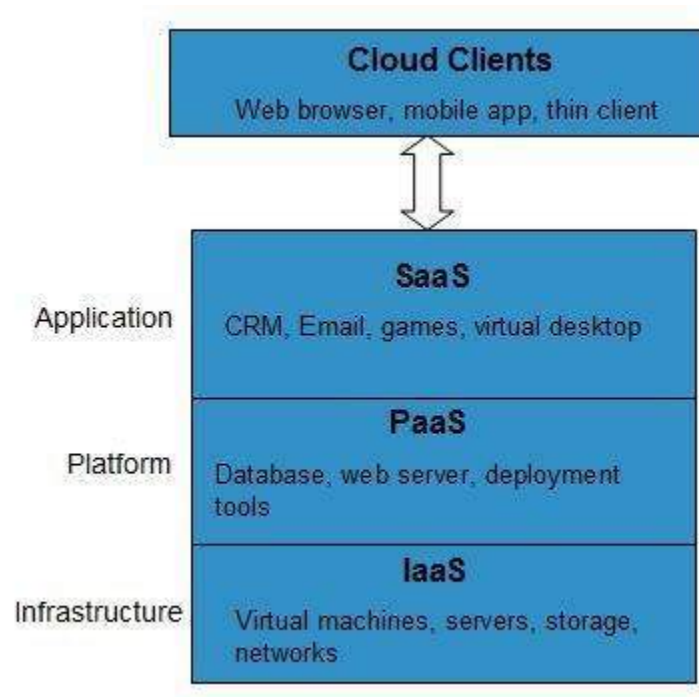 Cloud Clients
Web browser, mobile app, thin client
SaaS
Application
CRM, Email, games, virtual desktop
PaaS
Platform
Database, web server, deployment
tools
IaaS
Infrastructure
Virtual machines, servers, storage,
networks